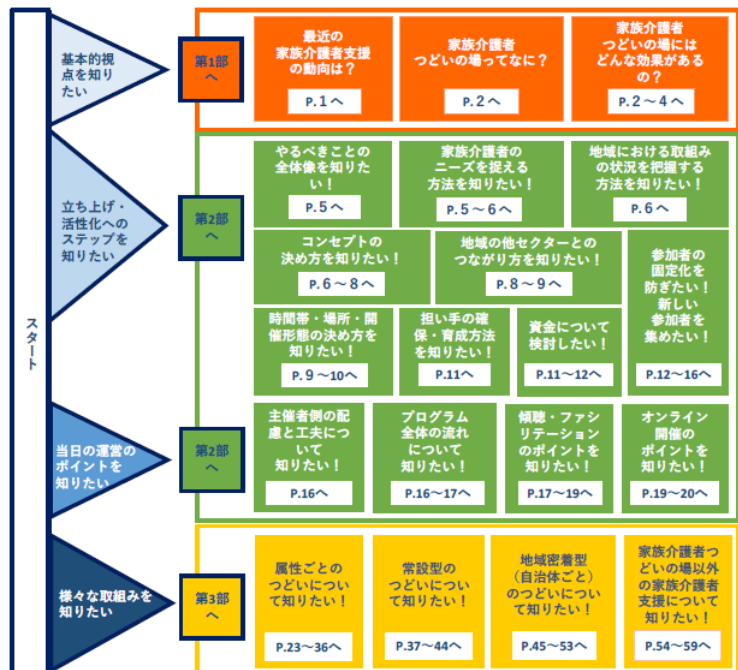 スタート
基本的視
点を知り
たい
第1部
へ
最近の
家族介護者支援
の動向は？
P.１へ
家族介護者
つどいの場ってなに？
P.２へ
家族介護者
つどいの場には
どんな効果がある
の？
P.２～４へ
立ち上げ・
活性化への
ステップを
知りたい
第2部
へ
やるべきことの
全体像を知りた
い！
P.５へ
家族介護者の
ニーズを捉える
方法を知りたい！
P.５～６へ
地域における取組み
の状況を把握する
方法を知りたい！
P.６へ
コンセプトの
決め方を知りたい！
P.６～８へ
地域の他セクターとの
つながり方を知りたい！
P.８～９へ
参加者の
固定化を
防ぎたい！
新しい
参加者を
集めたい！
P.12～16へ
時間帯・場所・開
催形態の決め方を
知りたい！
P.９～10へ
担い手の確
保・育成方法
を知りたい！
P.11へ
資金について
検討したい！
P.11～12へ
当日の運営の
ポイントを
知りたい
第2部
へ
主催者側の配
慮と工夫につ
いて
知りたい！
P.16へ
プログラム
全体の流れ
について
知りたい！
P.16～17へ
傾聴・ファシ
リテーション
のポイントを
知りたい！
P.17～19へ
オンライン
開催の
ポイントを
知りたい！
P.19～20へ
様々な取組みを
知りたい
第3部
へ
属性ごとの
つどいについ
て知りたい！
P.23～36へ
常設型の
つどいについ
て知りたい！
P.37～44へ
地域密着型
（自治体ごと）
のつどいについ
て知りたい！
P.45～53へ
家族介護者つ
どいの場以外
の家族介護者
支援について
知りたい！
P.54～59へ